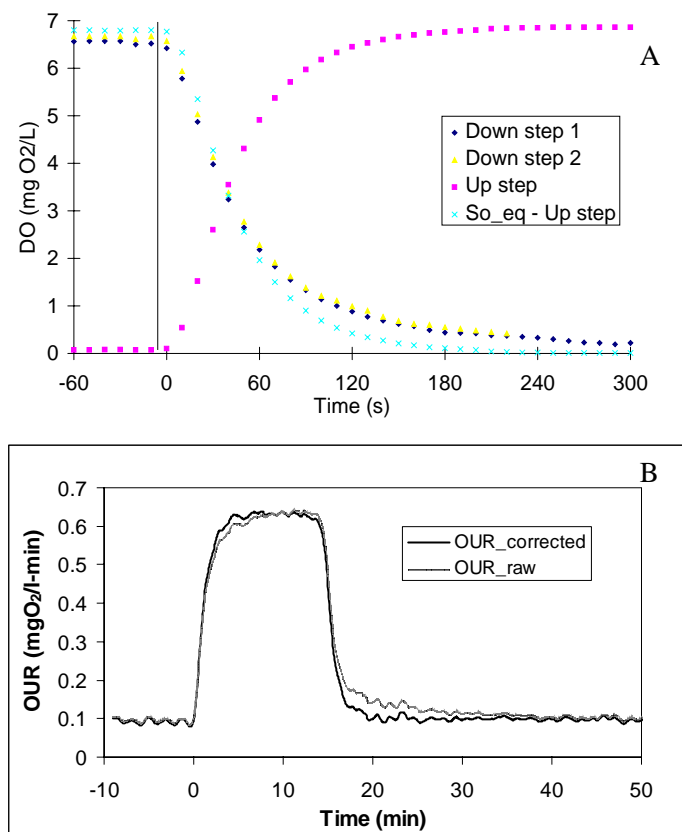 A
7
6
5
4
3
2
1
0
DO (mg O2/L)
-60 0 60 120 180 240 300
Time (s)
Down step 1
Down step 2
Up step
So_eq - Up step
B
0.7
0.6
0.5
0.4
0.3
0.2
0.1
0
OUR (mgO₂/l-min)
-10 0 10 20 30 40 50
Time (min)
OUR_corrected
OUR_raw